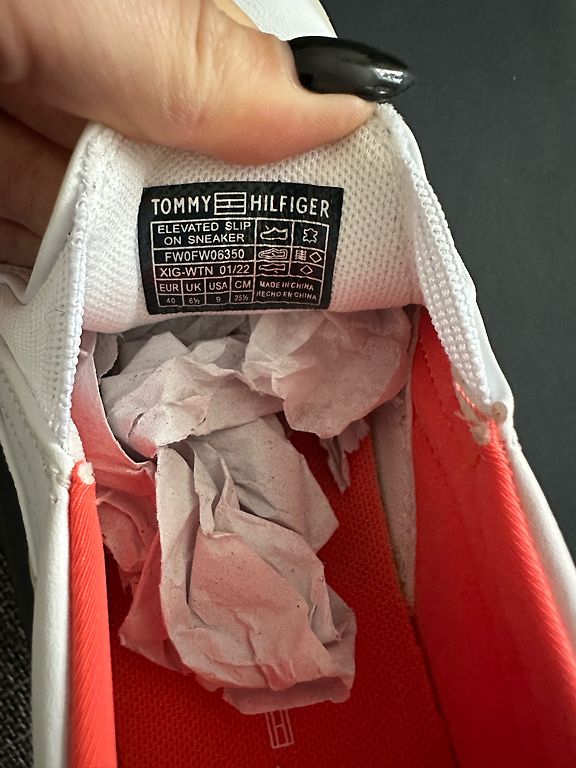 TOMMY HILFIGER
ELEVATED SLIP
ON SNEAKER
FW0FW06350
XIG-WTN 01/22
EUR UK USA CM
40 6½ 9 25½
MADE IN CHINA
HECHO EN CHINA